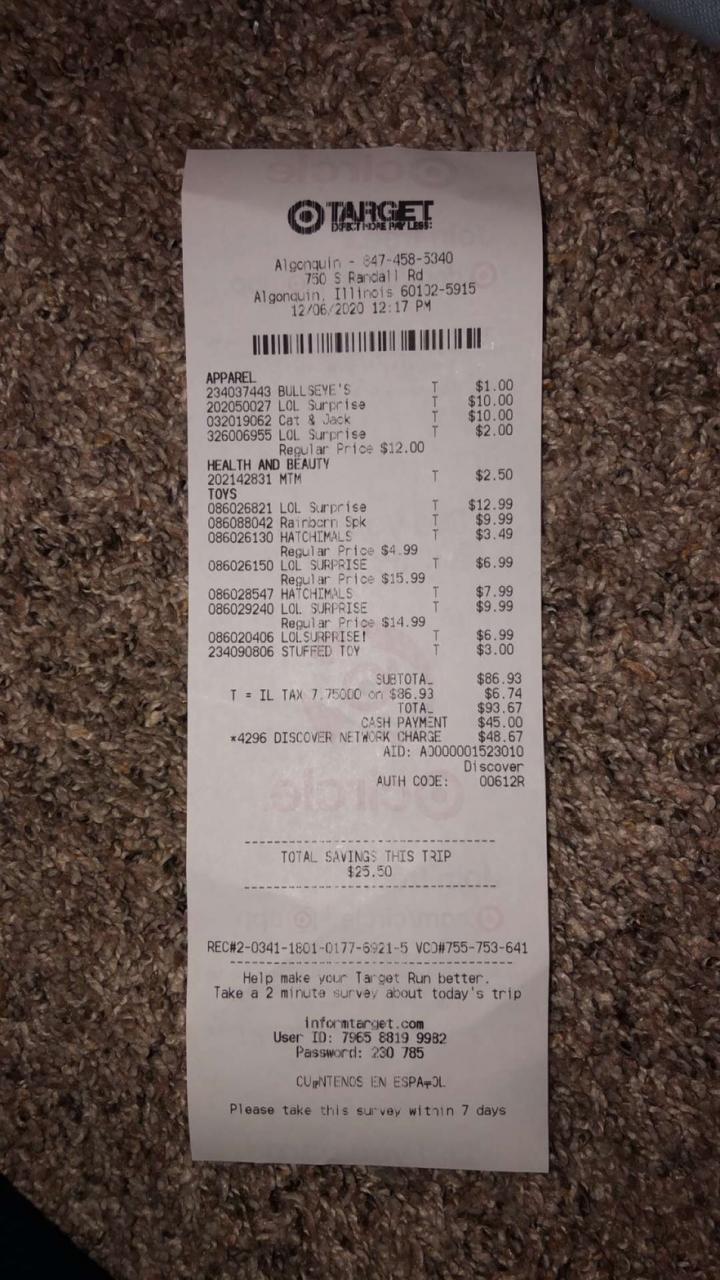 TARGET
EXPECT MORE PAY LESS:
Algonquin - 847-458-5340
750 S Randall Rd
Algonquin, Illinois 60102-5915
12/06/2020 12:17 PM
APPAREL
234037443 BULLSEYE'S T $1.00
202050027 LOL Surprise T $10.00
032019062 Cat & Jack T $10.00
326006955 LOL Surprise T $2.00
Regular Price $12.00
HEALTH AND BEAUTY
202142831 MTM T $2.50
TOYS
086026821 LOL Surprise T $12.99
086088042 Rainborn Spk T $9.99
086026130 HATCHIMALS T $3.49
Regular Price $4.99
086026150 LOL SURPRISE T $6.99
Regular Price $15.99
086028547 HATCHIMALS T $7.99
086029240 LOL SURPRISE T $9.99
Regular Price $14.99
086020406 LOLSURPRISE! T $6.99
234090806 STUFFED TOY T $3.00
SUBTOTAL $86.93
T = IL TAX 7.75000 on $86.93 $6.74
TOTAL $93.67
CASH PAYMENT $45.00
*4296 DISCOVER NETWORK CHARGE $48.67
AID: A0000001523010
Discover
AUTH CODE: 00612R
TOTAL SAVINGS THIS TRIP
$25.50
REC#2-0341-1801-0177-6921-5 VCD#755-753-641
Help make your Target Run better.
Take a 2 minute survey about today's trip
informtarget.com
User ID: 7965 8819 9982
Password: 230 785
CUéNTENOS EN ESPAñOL
Please take this survey within 7 days